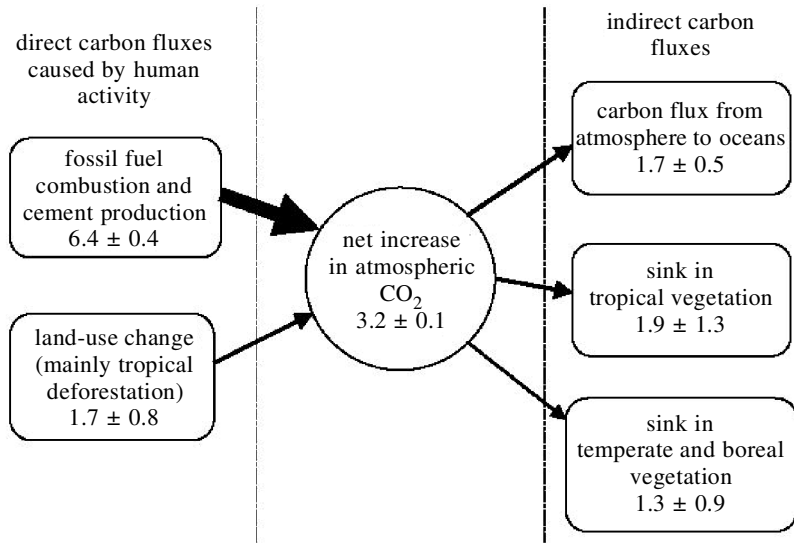 direct carbon fluxes
caused by human
activity
fossil fuel
combustion and
cement production
6.4 ± 0.4
land-use change
(mainly tropical
deforestation)
1.7 ± 0.8
net increase
in atmospheric
CO₂
3.2 ± 0.1
indirect carbon
fluxes
carbon flux from
atmosphere to oceans
1.7 ± 0.5
sink in
tropical vegetation
1.9 ± 1.3
sink in
temperate and boreal
vegetation
1.3 ± 0.9